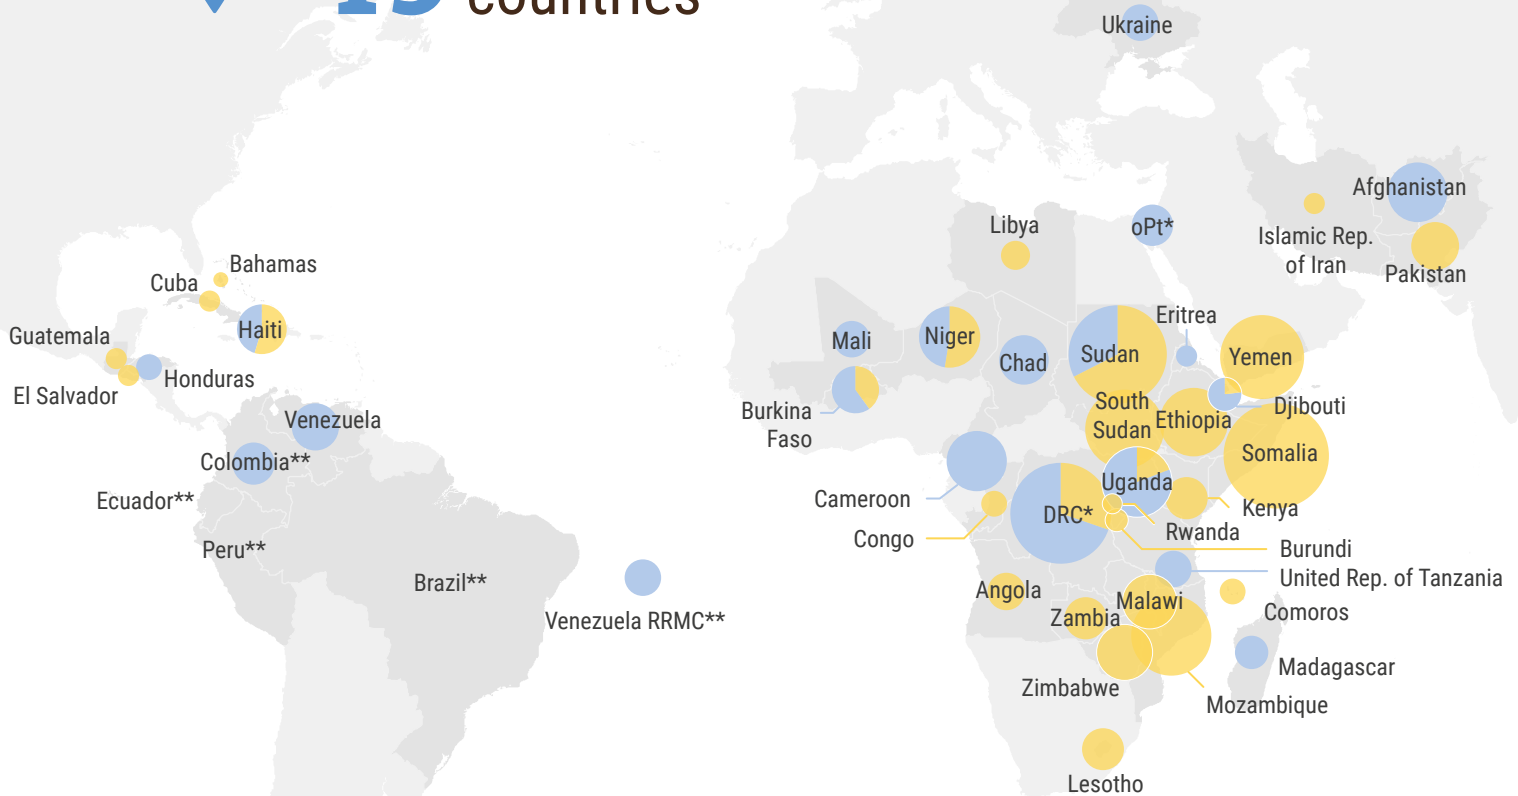 countries
Ukraine
Afghanistan
oPt*
Libya
Islamic Rep.
of Iran
Pakistan
Bahamas
Cuba
Haiti
Guatemala
Honduras
El Salvador
Eritrea
Mali
Niger
Chad
Sudan
Yemen
Burkina
Faso
South
Sudan
Ethiopia
Djibouti
Somalia
Venezuela
Colombia**
Ecuador**
Peru**
Brazil**
Venezuela RRMC**
Cameroon
Congo
DRC*
Uganda
Kenya
Rwanda
Burundi
United Rep. of Tanzania
Angola
Zambia
Malawi
Comoros
Madagascar
Zimbabwe
Mozambique
Lesotho